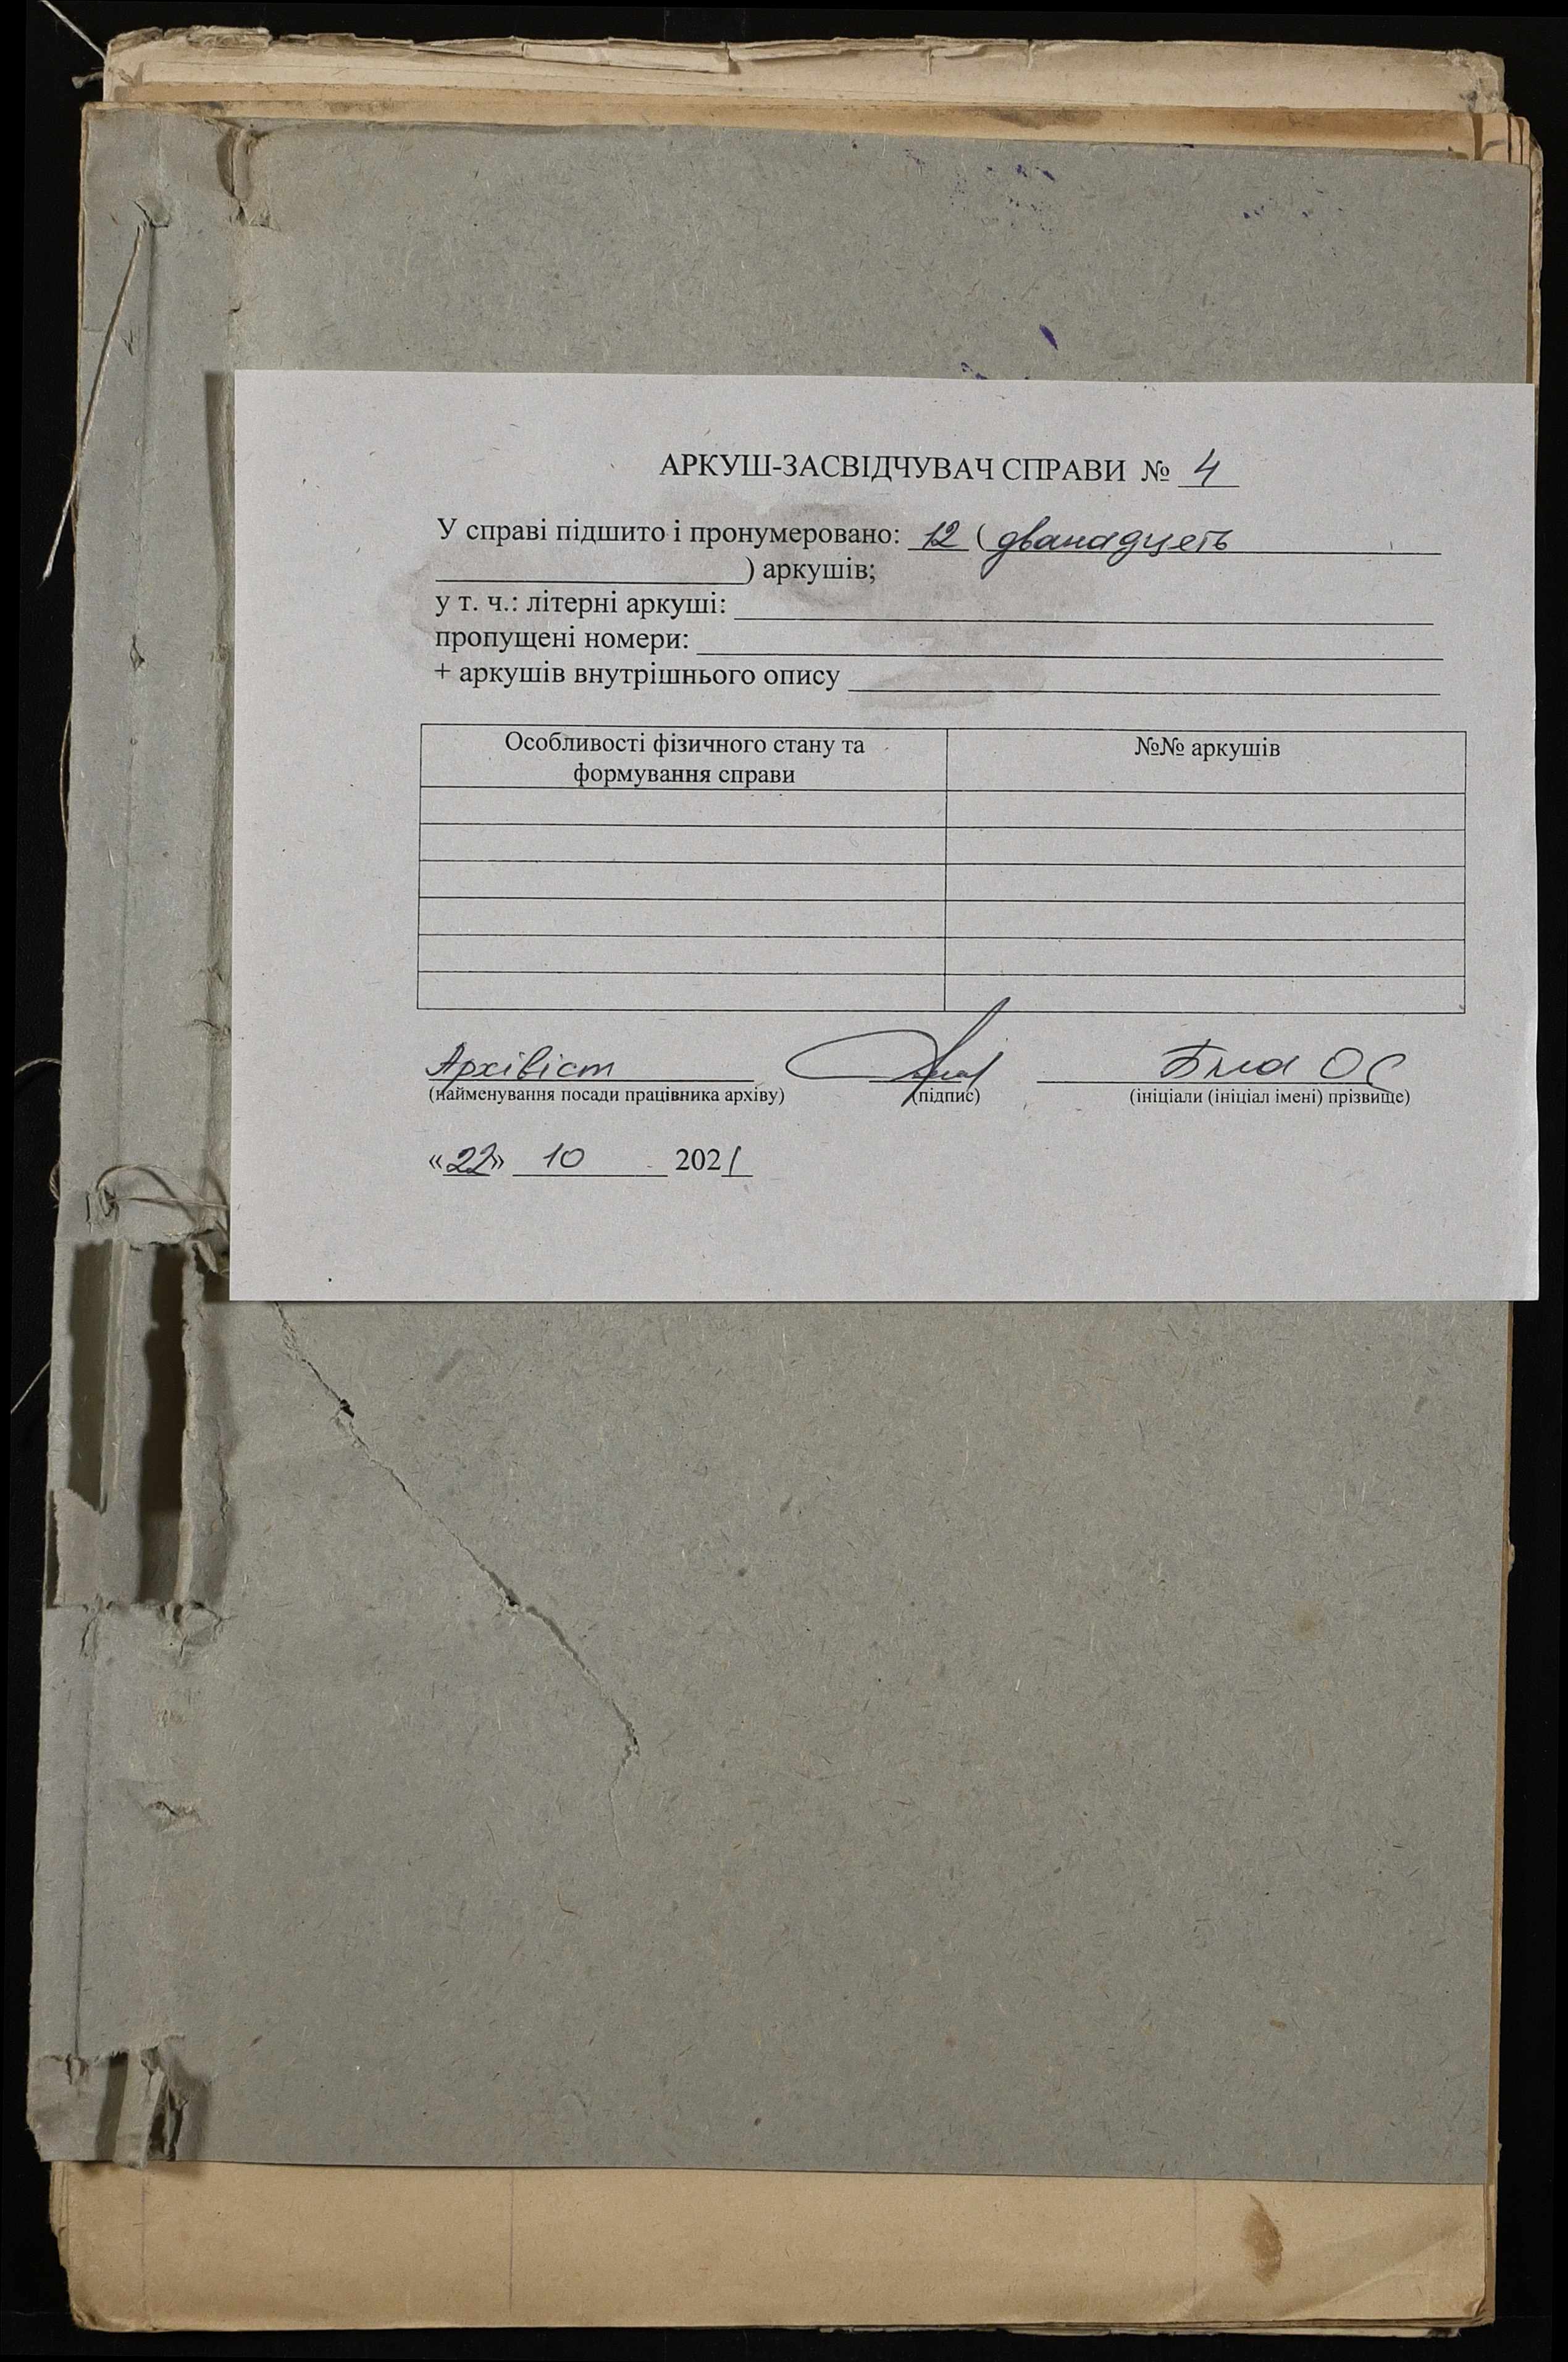 АРКУШ-ЗАСВІДЧУВАЧ СПРАВИ № 4
У справі підшито і пронумеровано: 12 ( дванадцять
) аркушів;
у т. ч.: літерні аркуші:
пропущені номери:
+ аркушів внутрішнього опису
Особливості фізичного стану та формування справи
№№ аркушів
Архівіст
(найменування посади працівника архіву)
(підпис)
Біла ОС
(ініціали (ініціал імені) прізвище)
«22» 10 2021